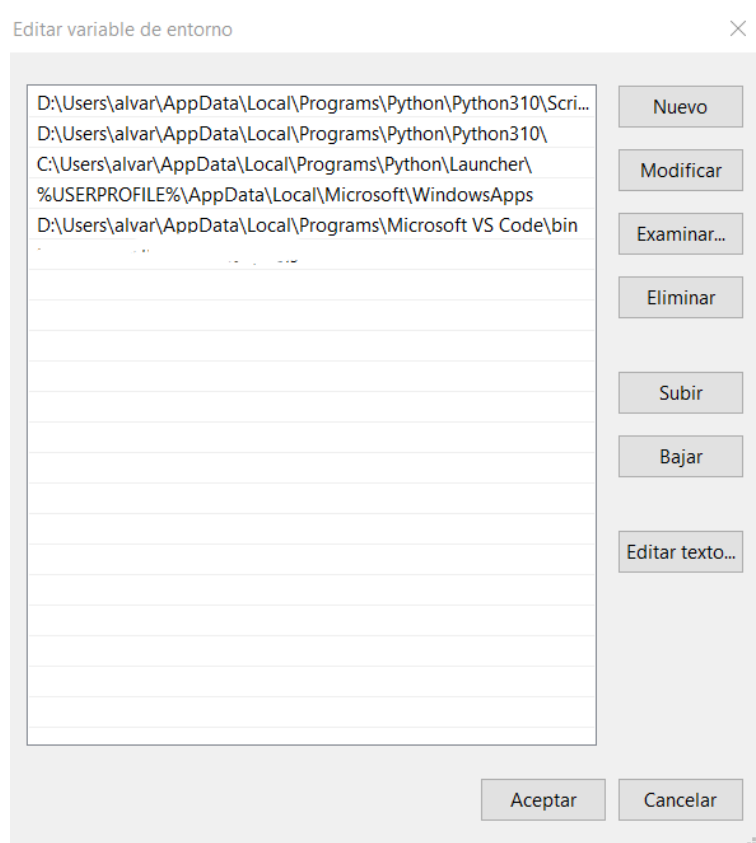 Editar variable de entorno
D:\Users\alvar\AppData\Local\Programs\Python\Python310\Scri...
D:\Users\alvar\AppData\Local\Programs\Python\Python310\
C:\Users\alvar\AppData\Local\Programs\Python\Launcher\
%USERPROFILE%\AppData\Local\Microsoft\WindowsApps
D:\Users\alvar\AppData\Local\Programs\Microsoft VS Code\bin
Nuevo
Modificar
Examinar...
Eliminar
Subir
Bajar
Editar texto...
Aceptar
Cancelar